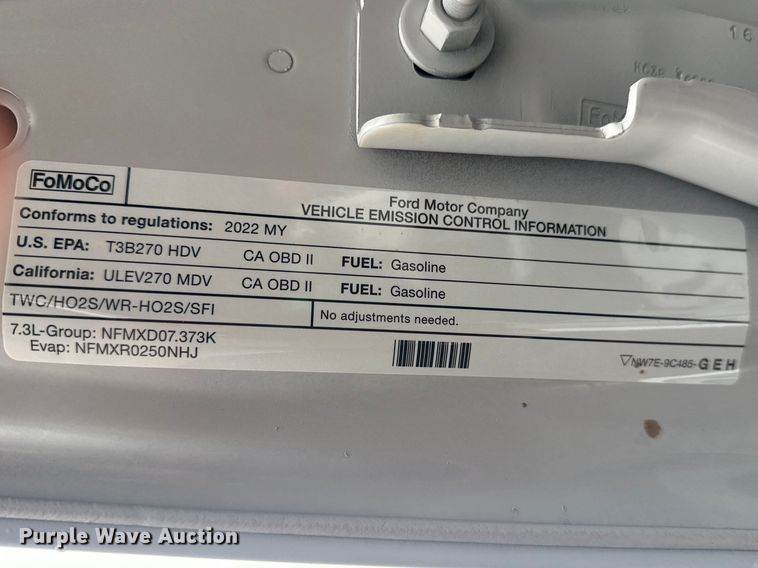 16
FoMoCo
Ford Motor Company
VEHICLE EMISSION CONTROL INFORMATION
Conforms to regulations: 2022 MY
U.S. EPA: T3B270 HDV CA OBD II FUEL: Gasoline
California: ULEV270 MDV CA OBD II FUEL: Gasoline
TWC/HO2S/WR-HO2S/SFI No adjustments needed.
7.3L-Group: NFMXD07.373K
Evap: NFMXR0250NHJ
NW7E-9C485-GEH
Purple Wave Auction